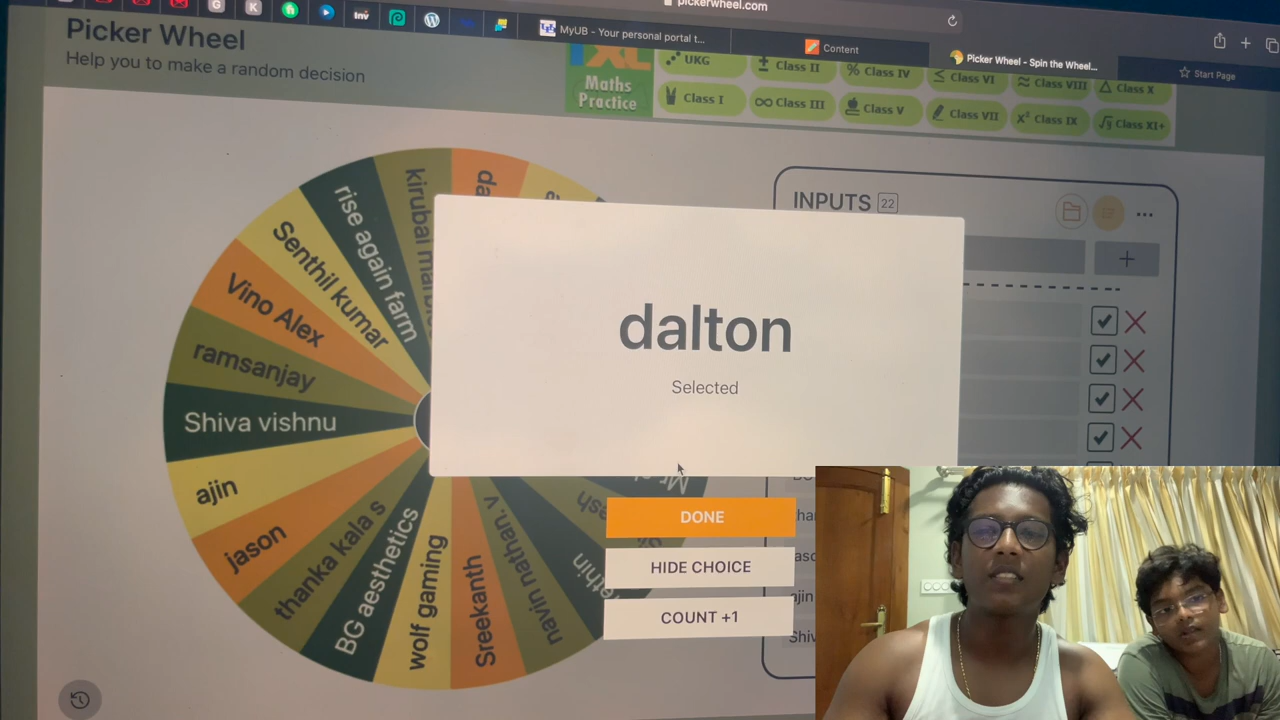 pickerwheel.com
G
K
inv
MyUB - Your personal portal t...
Content
Picker Wheel - Spin the Wheel...
Start Page
Picker Wheel
Help you to make a random decision
IXL
Maths
Practice
UKG
Class II
% Class IV
Class VI
Class VIII
Class X
Class I
Class III
Class V
Class VII
Class IX
Class XI+
INPUTS 22
kirubai
rise again farm
Senthil kumar
Vino Alex
ramsanjay
Shiva vishnu
ajin
jason
thanka kala s
BG aesthetics
wolf gaming
Sreekanth
navin nathan. v
dalton
Selected
DONE
HIDE CHOICE
COUNT +1